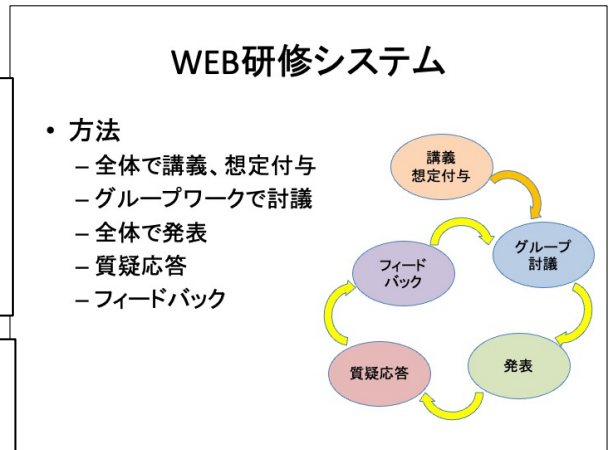 WEB研修システム
• 方法
– 全体で講義、想定付与
– グループワークで討議
– 全体で発表
– 質疑応答
– フィードバック
講義
想定付与
グループ
討議
発表
質疑応答
フィード
バック